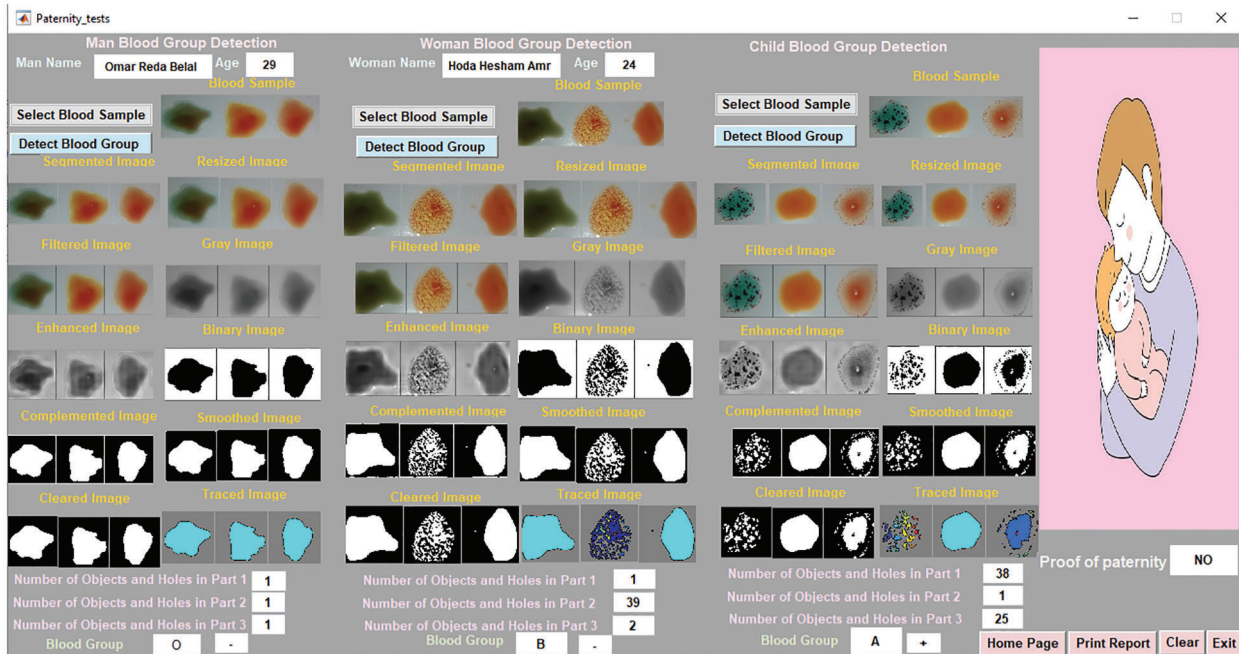 Paternity_tests
Man Blood Group Detection
Man Name Omar Reda Belal Age 29
Blood Sample
Select Blood Sample
Detect Blood Group
Segmented Image Resized Image
Filtered Image Gray Image
Enhanced Image Binary Image
Complemented Image Smoothed Image
Cleared Image Traced Image
Number of Objects and Holes in Part 1 1
Number of Objects and Holes in Part 2 1
Number of Objects and Holes in Part 3 1
Blood Group O -
Woman Blood Group Detection
Woman Name Hoda Hesham Amr Age 24
Blood Sample
Select Blood Sample
Detect Blood Group
Segmented Image Resized Image
Filtered Image Gray Image
Enhanced Image Binary Image
Complemented Image Smoothed Image
Cleared Image Traced Image
Number of Objects and Holes in Part 1 1
Number of Objects and Holes in Part 2 39
Number of Objects and Holes in Part 3 2
Blood Group B -
Child Blood Group Detection
Blood Sample
Select Blood Sample
Detect Blood Group
Segmented Image Resized Image
Filtered Image Gray Image
Enhanced Image Binary Image
Complemented Image Smoothed Image
Cleared Image Traced Image
Number of Objects and Holes in Part 1 38
Number of Objects and Holes in Part 2 1
Number of Objects and Holes in Part 3 25
Blood Group A +
Proof of paternity NO
Home Page Print Report Clear Exit